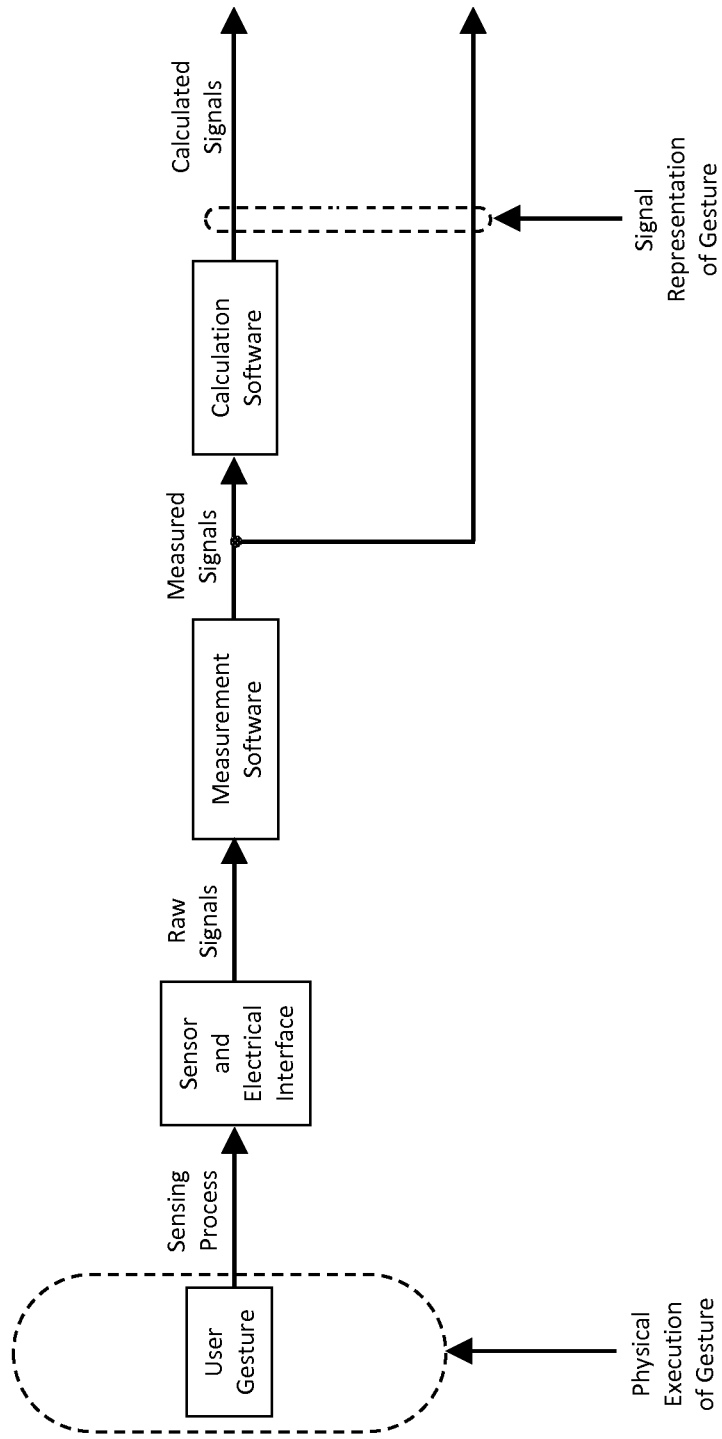 User
Gesture
Sensing
Process
Sensor
and
Electrical
Interface
Raw
Signals
Measurement
Software
Measured
Signals
Calculation
Software
Calculated
Signals
Physical
Execution
of Gesture
Signal
Representation
of Gesture